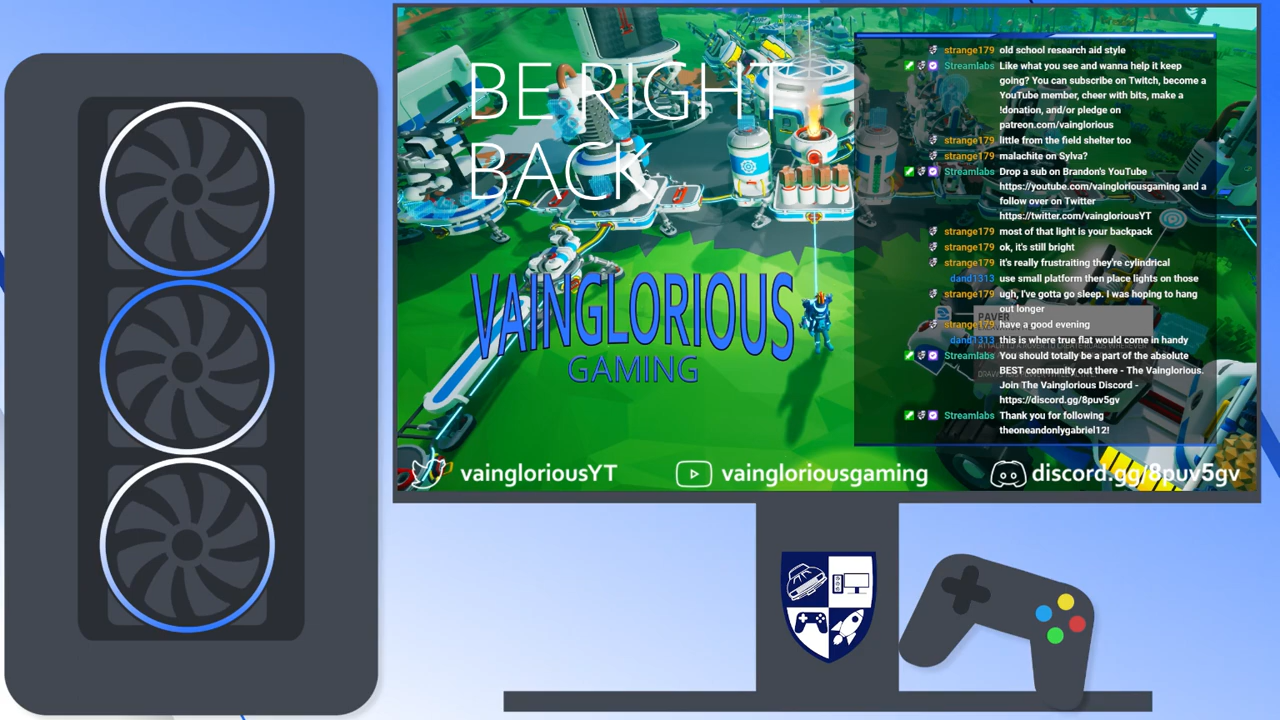 BE RIGHT
BACK
VAINGLORIOUS
GAMING
strange179 old school research aid style
Streamlabs Like what you see and wanna help it keep
going? You can subscribe on Twitch, become a
YouTube member, cheer with bits, make a
!donation, and/or pledge on
patreon.com/vainglorious
strange179 little from the field shelter too
strange179 malachite on Sylva?
Streamlabs Drop a sub on Brandon's YouTube
https://youtube.com/vaingloriousgaming and a
follow over on Twitter
https://twitter.com/vaingloriousYT
strange179 most of that light is your backpack
strange179 ok, it's still bright
strange179 it's really frustraiting they're cylindrical
dand1313 use small platform then place lights on those
strange179 ugh, I've gotta go sleep. I was hoping to hang
out longer
PAVER
strange179 have a good evening
dand1313 this is where true flat would come in handy
Streamlabs You should totally be a part of the absolute
BEST community out there - The Vainglorious.
Join The Vainglorious Discord -
https://discord.gg/8puv5gv
Streamlabs Thank you for following
theoneandonlygabriel12!
vaingloriousYT
vaingloriousgaming
discord.gg/8puv5gv